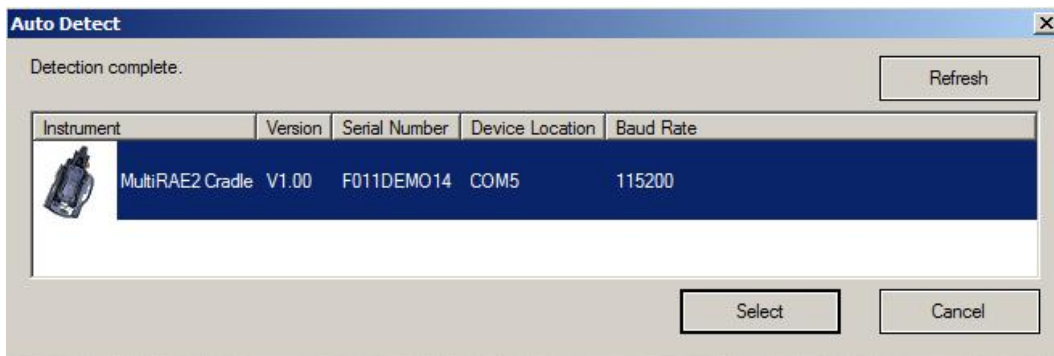 Auto Detect
Detection complete.
Refresh
Instrument Version Serial Number Device Location Baud Rate
MultiRAE2 Cradle V1.00 F011DEMO14 COM5 115200
Select Cancel